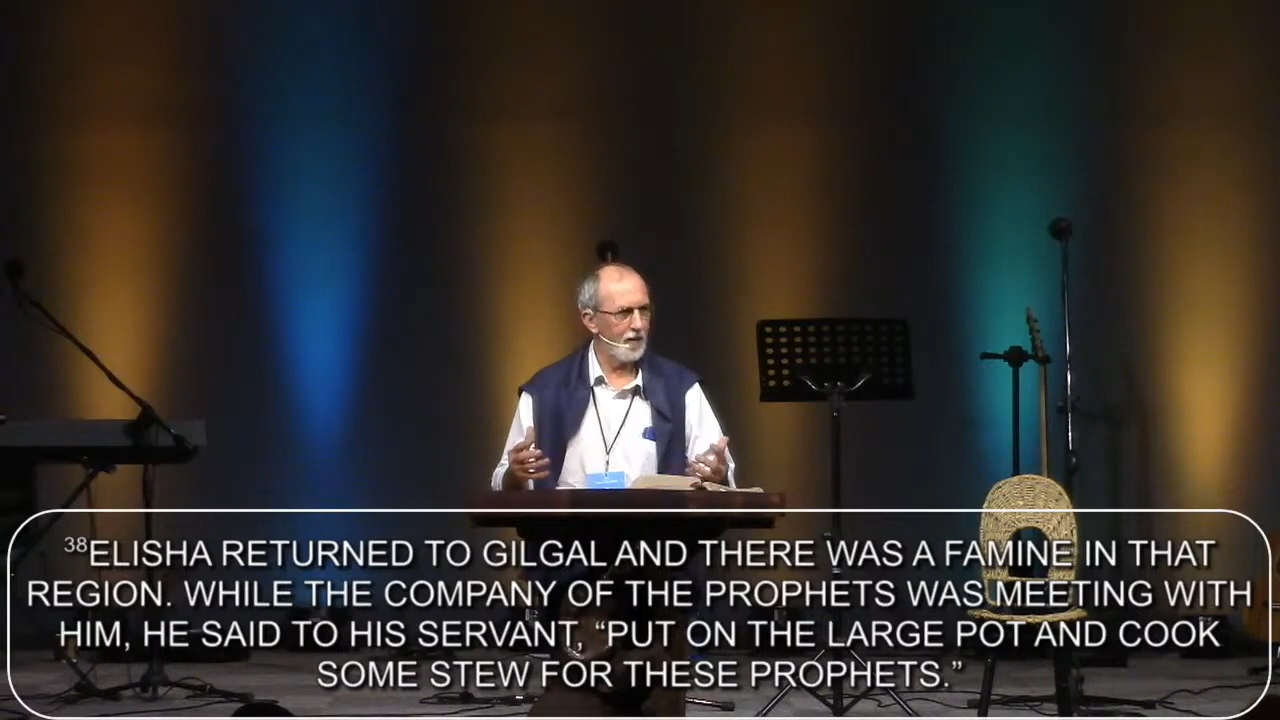 38ELISHA RETURNED TO GILGAL AND THERE WAS A FAMINE IN THAT
REGION. WHILE THE COMPANY OF THE PROPHETS WAS MEETING WITH
HIM, HE SAID TO HIS SERVANT, “PUT ON THE LARGE POT AND COOK
SOME STEW FOR THESE PROPHETS.”